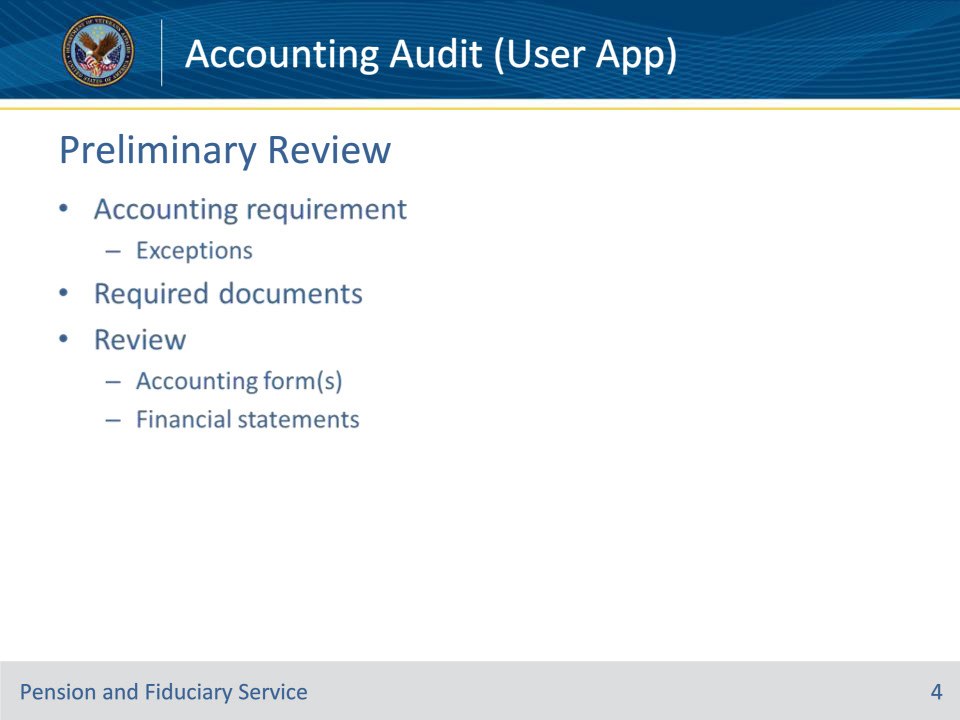 Accounting Audit (User App)
Preliminary Review
• Accounting requirement
– Exceptions
• Required documents
• Review
– Accounting form(s)
– Financial statements
Pension and Fiduciary Service
4